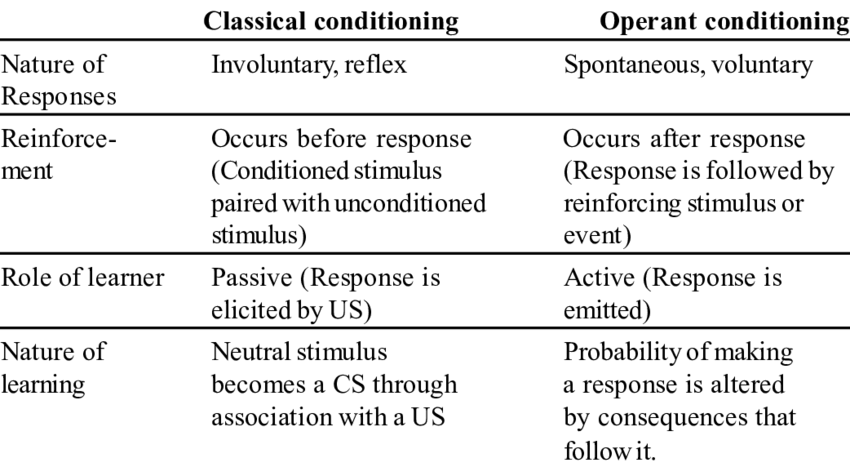 Classical conditioning Operant conditioning
Nature of Involuntary, reflex Spontaneous, voluntary
Responses
Reinforce- Occurs before response Occurs after response
ment (Conditioned stimulus (Response is followed by
paired with unconditioned reinforcing stimulus or
stimulus) event)
Role of learner Passive (Response is Active (Response is
elicited by US) emitted)
Nature of Neutral stimulus Probability of making
learning becomes a CS through a response is altered
association with a US by consequences that
follow it.